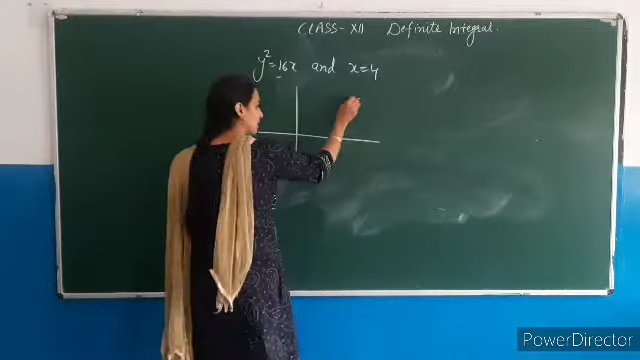 CLASS-XII Definite Integral.
y²=16x and x=4
PowerDirector